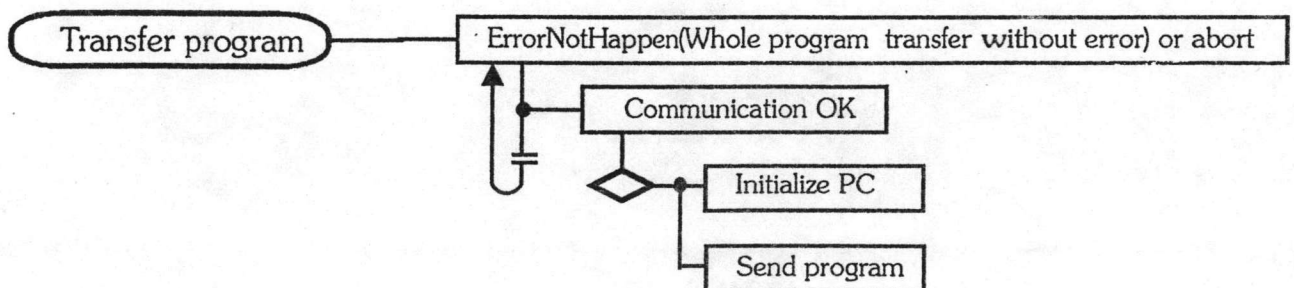 Transfer program
ErrorNotHappen(Whole program transfer without error) or abort
Communication OK
Initialize PC
Send program